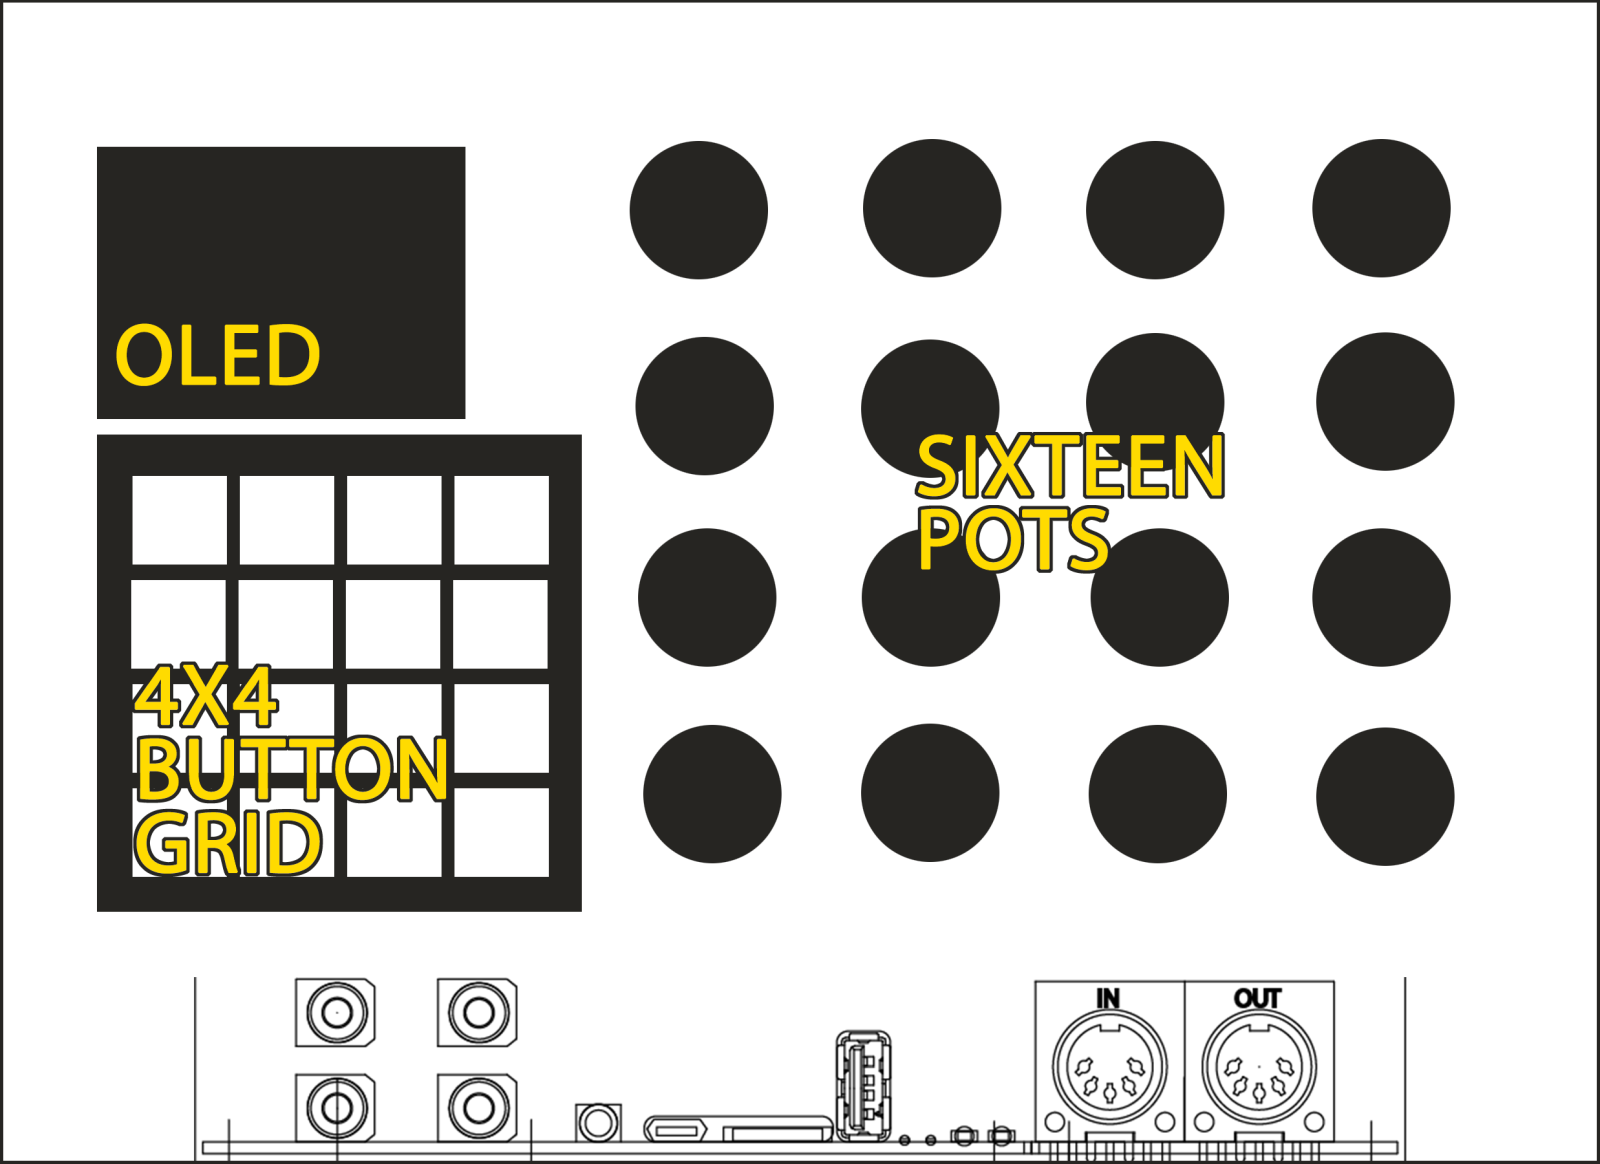 OLED
SIXTEEN
POTS
4X4
BUTTON
GRID
IN
OUT